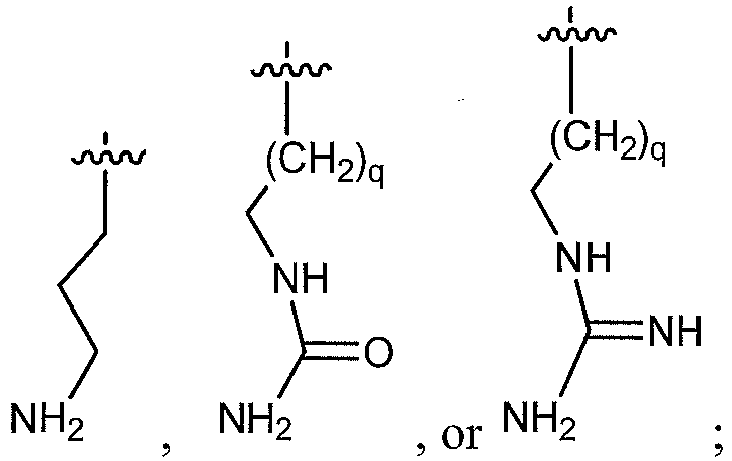 (CH₂)q
(CH₂)q
NH
NH
O
NH
NH₂ ,
NH₂ , or
NH₂ ;